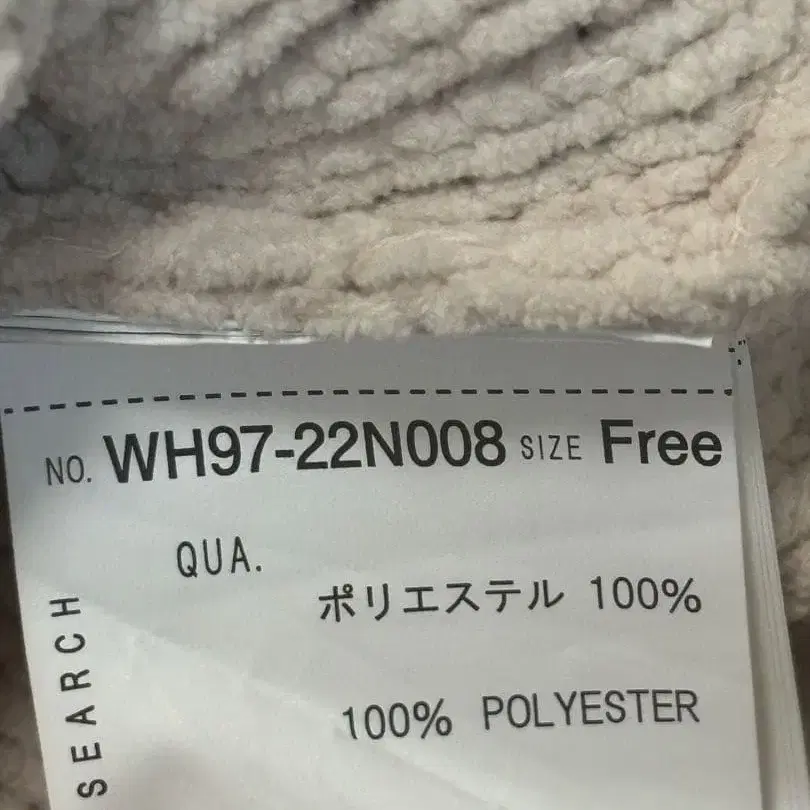 NO. WH97-22N008 SIZE Free
QUA.
ポリエステル 100%
100% POLYESTER
SEARCH